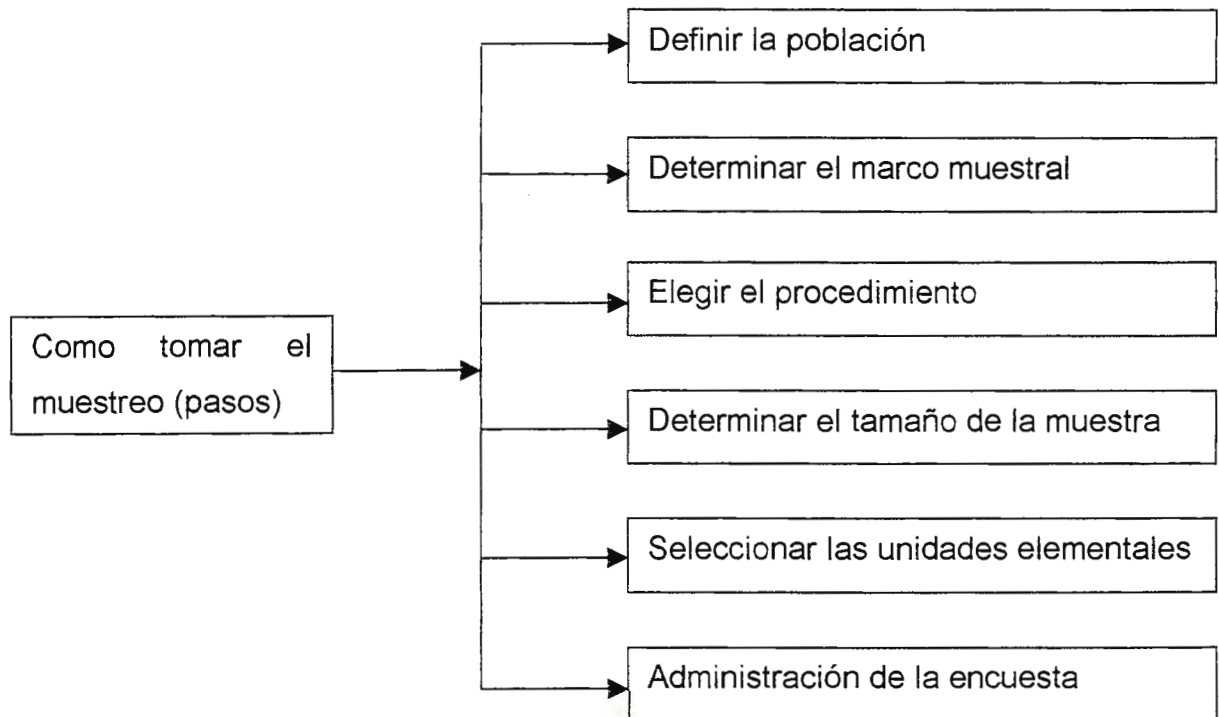 Como tomar el
muestreo (pasos)
Definir la población
Determinar el marco muestral
Elegir el procedimiento
Determinar el tamaño de la muestra
Seleccionar las unidades elementales
Administración de la encuesta